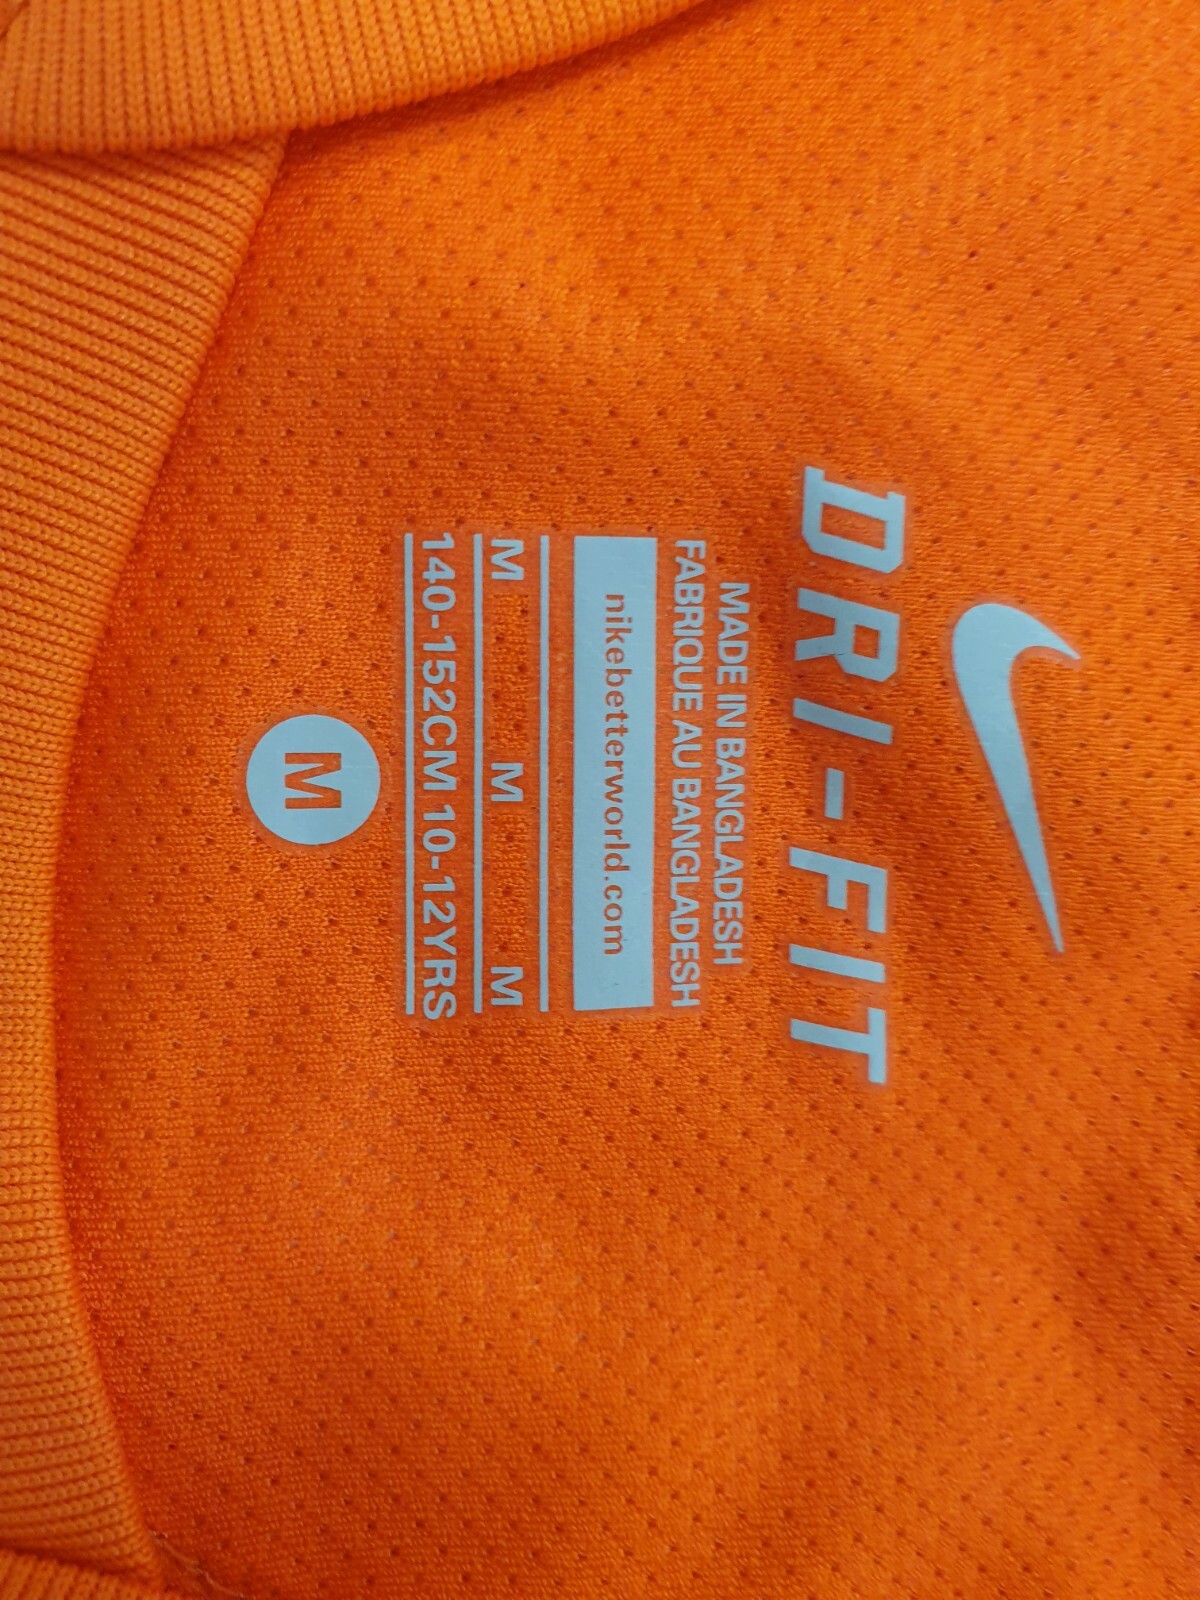 DRI-FIT
MADE IN BANGLADESH
FABRIQUE AU BANGLADESH
nikebetterworld.com
M M M
140-152CM 10-12YRS
M